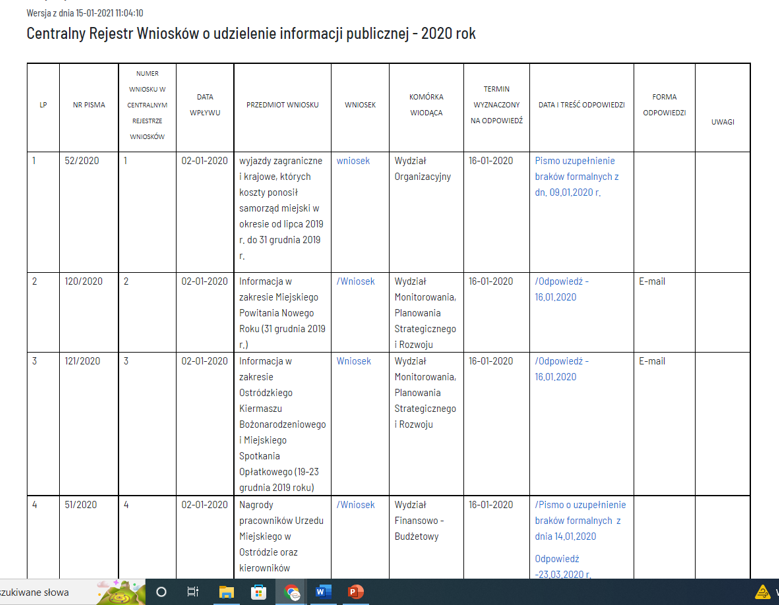 Wersja z dnia 15-01-2021 11:04:10
Centralny Rejestr Wniosków o udzielenie informacji publicznej - 2020 rok
LP
NR PISMA
NUMER
WNIOSKU W
CENTRALNYM
REJESTRZE
WNIOSKÓW
DATA
WPŁYWU
PRZEDMIOT WNIOSKU
WNIOSEK
KOMÓRKA
WIODĄCA
TERMIN
WYZNACZONY
NA ODPOWIEDŹ
DATA I TREŚĆ ODPOWIEDZI
FORMA
ODPOWIEDZI
UWAGI
1
52/2020
1
02-01-2020
wyjazdy zagraniczne
i krajowe, których
koszty ponosił
samorząd miejski w
okresie od lipca 2019
r. do 31 grudnia 2019
r.
wniosek
Wydział
Organizacyjny
16-01-2020
Pismo uzupełnienie
braków formalnych z
dn. 09.01.2020 r.
2
120/2020
2
02-01-2020
Informacja w
zakresie Miejskiego
Powitania Nowego
Roku (31 grudnia 2019
r.)
/Wniosek
Wydział
Monitorowania,
Planowania
Strategicznego
i Rozwoju
16-01-2020
/Odpowiedź -
16.01.2020
E-mail
3
121/2020
3
02-01-2020
Informacja w
zakresie
Ostródzkiego
Kiermaszu
Bożonarodzeniowego
i Miejskiego
Spotkania
Opłatkowego (19-23
grudnia 2019 roku)
Wniosek
Wydział
Monitorowania,
Planowania
Strategicznego
i Rozwoju
16-01-2020
/Odpowiedź -
16.01.2020
E-mail
4
51/2020
4
02-01-2020
Nagrody
pracowników Urzedu
Miejskiego w
Ostródzie oraz
kierowników
/Wniosek
Wydział
Finansowo -
Budżetowy
16-01-2020
/Pismo o uzupełnienie
braków formalnych z
dnia 14.01.2020
Odpowiedź
-23.03.2020 r.
szukiwane słowa